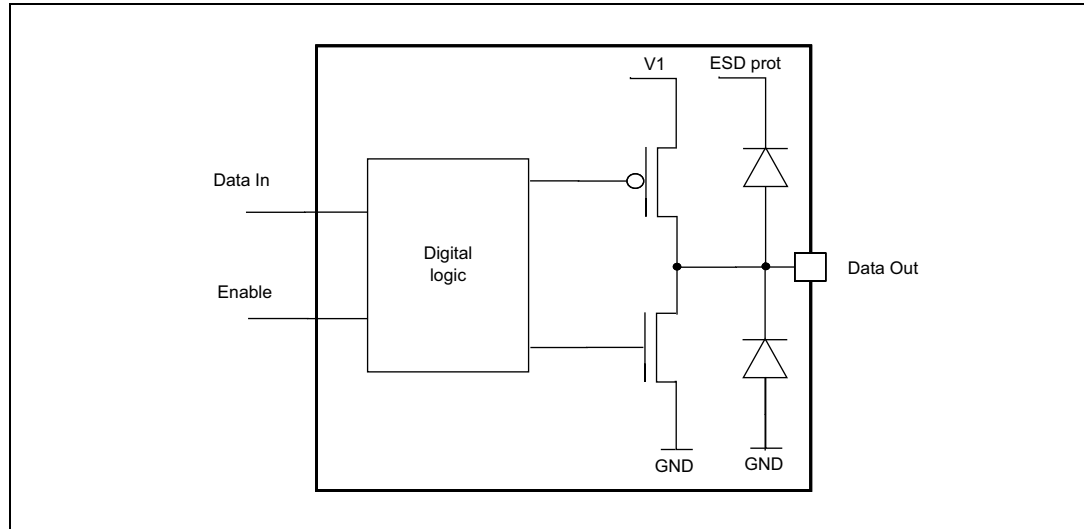 V1
ESD prot
Data In
Digital
logic
Data Out
Enable
GND
GND